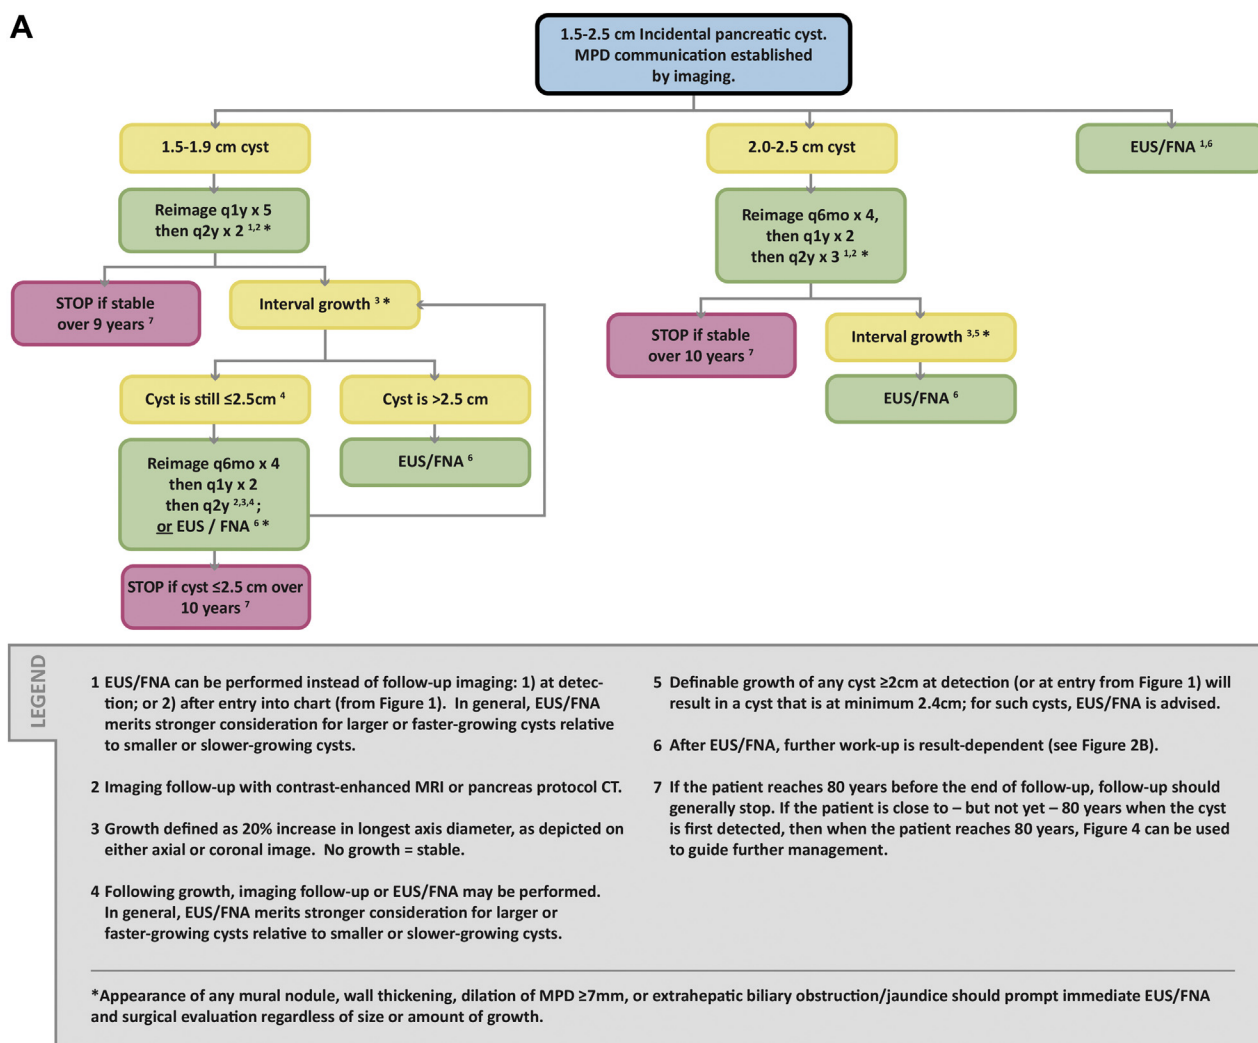 A
1.5-2.5 cm Incidental pancreatic cyst.
MPD communication established
by imaging.
1.5-1.9 cm cyst
2.0-2.5 cm cyst
EUS/FNA 1,6
Reimage q1y x 5
then q2y x 2 1,2 *
Reimage q6mo x 4,
then q1y x 2
then q2y x 3 1,2 *
STOP if stable
over 9 years 7
Interval growth 3 *
STOP if stable
over 10 years 7
Interval growth 3,5 *
Cyst is still ≤2.5cm 4
Cyst is >2.5 cm
EUS/FNA 6
Reimage q6mo x 4
then q1y x 2
then q2y 2,3,4 ;
or EUS / FNA 6 *
EUS/FNA 6
STOP if cyst ≤2.5 cm over
10 years 7
LEGEND
1 EUS/FNA can be performed instead of follow-up imaging: 1) at detec-
tion; or 2) after entry into chart (from Figure 1). In general, EUS/FNA
merits stronger consideration for larger or faster-growing cysts relative
to smaller or slower-growing cysts.
2 Imaging follow-up with contrast-enhanced MRI or pancreas protocol CT.
3 Growth defined as 20% increase in longest axis diameter, as depicted on
either axial or coronal image. No growth = stable.
4 Following growth, imaging follow-up or EUS/FNA may be performed.
In general, EUS/FNA merits stronger consideration for larger or
faster-growing cysts relative to smaller or slower-growing cysts.
5 Definable growth of any cyst ≥2cm at detection (or at entry from Figure 1) will
result in a cyst that is at minimum 2.4cm; for such cysts, EUS/FNA is advised.
6 After EUS/FNA, further work-up is result-dependent (see Figure 2B).
7 If the patient reaches 80 years before the end of follow-up, follow-up should
generally stop. If the patient is close to – but not yet – 80 years when the cyst
is first detected, then when the patient reaches 80 years, Figure 4 can be used
to guide further management.
*Appearance of any mural nodule, wall thickening, dilation of MPD ≥7mm, or extrahepatic biliary obstruction/jaundice should prompt immediate EUS/FNA
and surgical evaluation regardless of size or amount of growth.